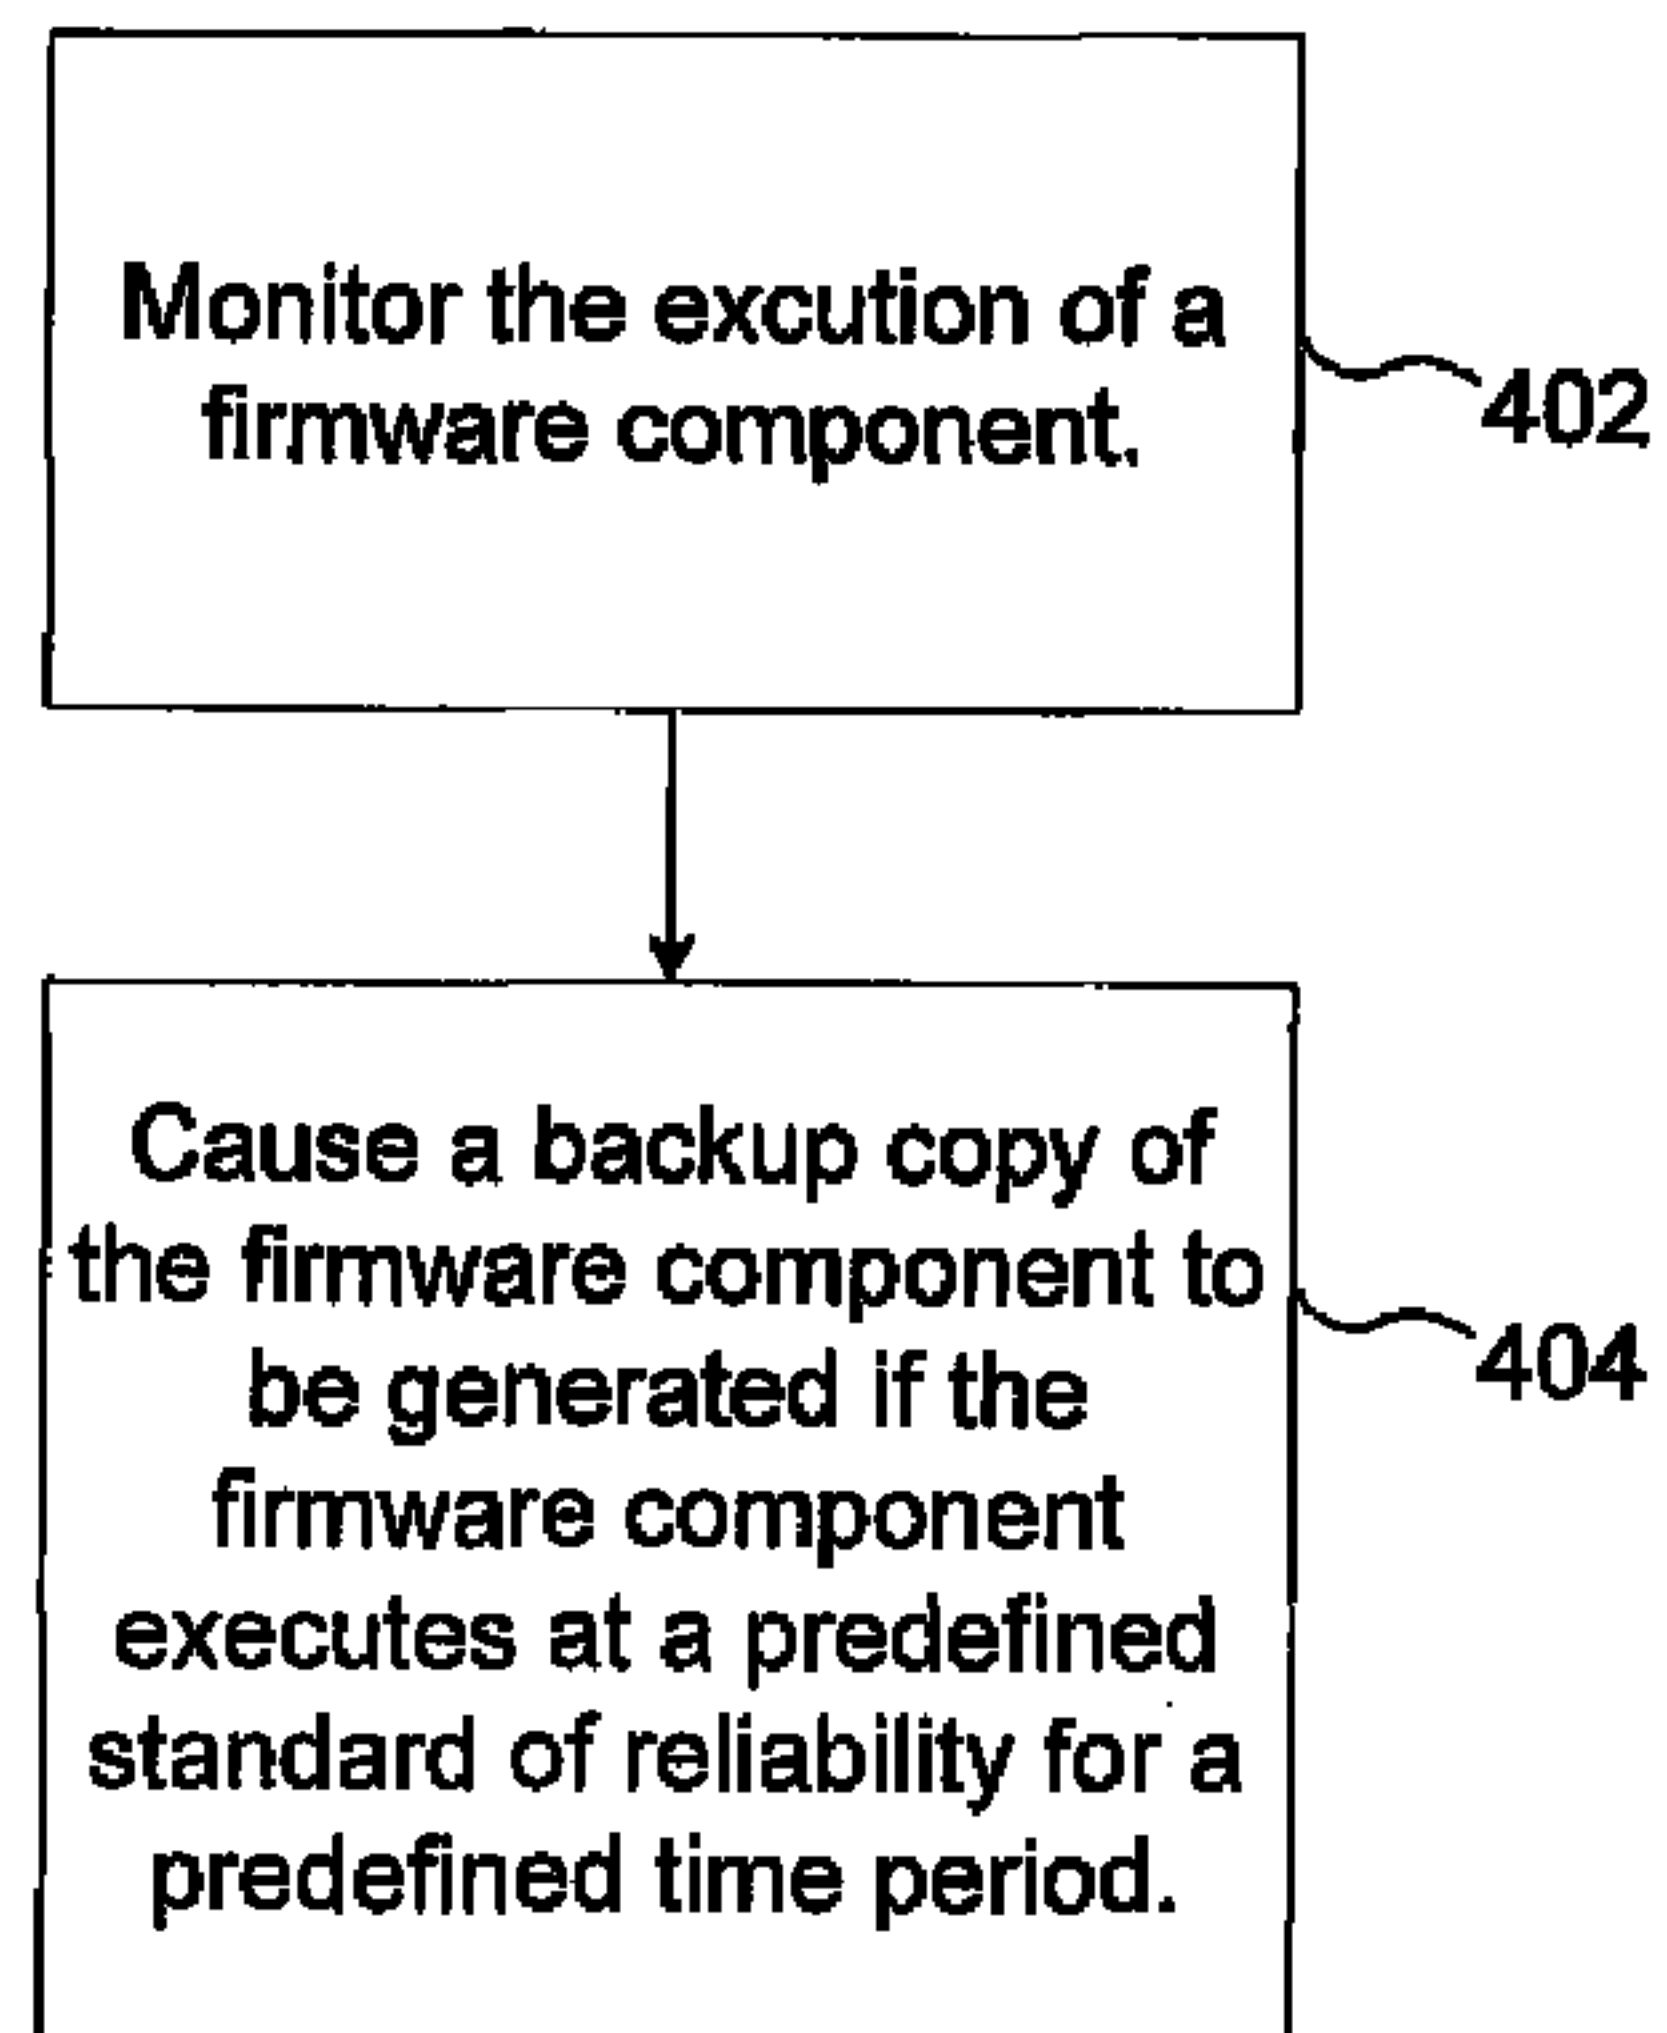 Monitor the excution of a
firmware component.
402
Cause a backup copy of
the firmware component to
be generated if the
firmware component
executes at a predefined
standard of reliability for a
predefined time period.
404